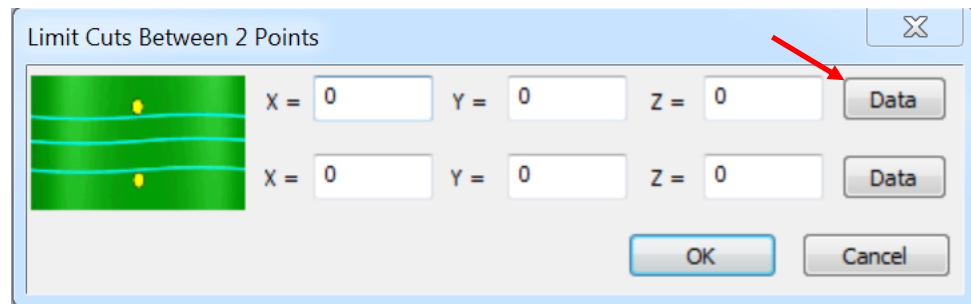 Limit Cuts Between 2 Points
X = 0 Y = 0 Z = 0 Data
X = 0 Y = 0 Z = 0 Data
OK Cancel